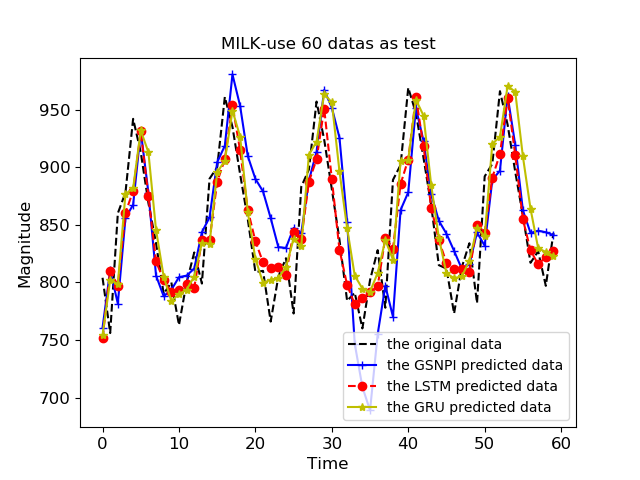 MILK-use 60 datas as test
Magnitude
950
900
850
800
750
700
0
10
20
30
40
50
60
Time
the original data
the GSNPI predicted data
the LSTM predicted data
the GRU predicted data